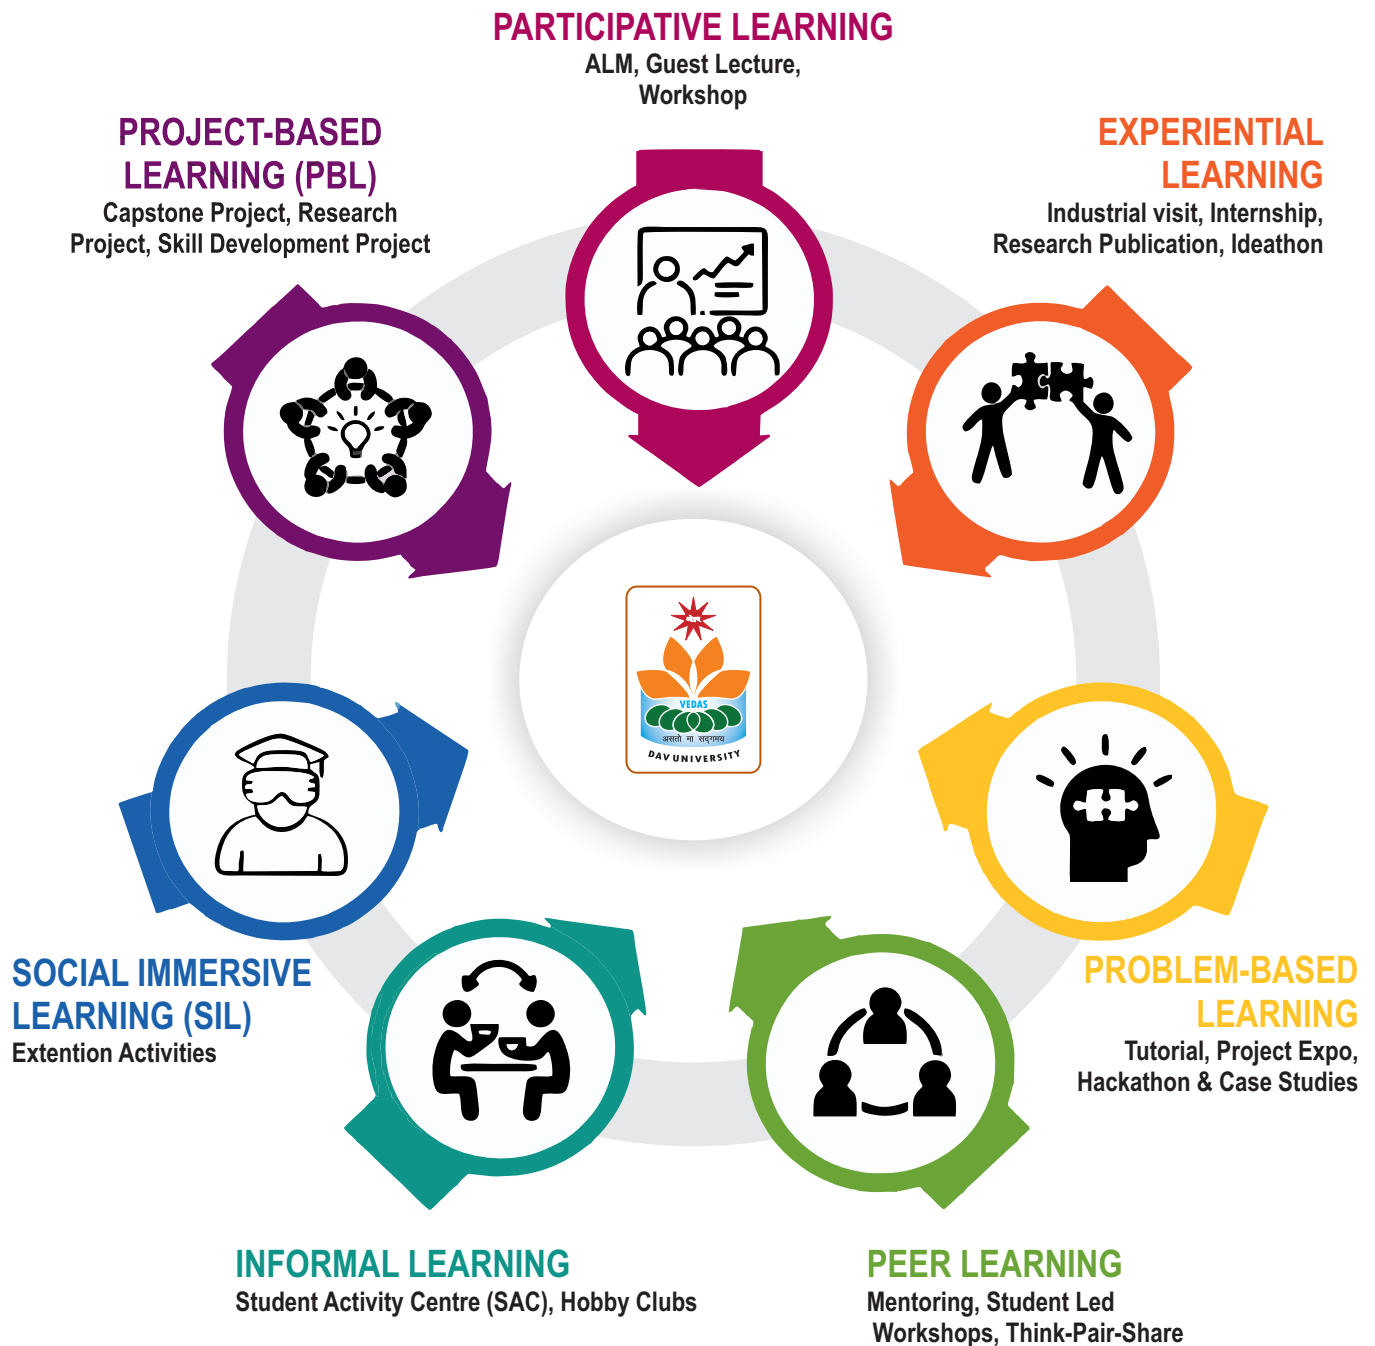 PARTICIPATIVE LEARNING
ALM, Guest Lecture,
Workshop
EXPERIENTIAL
LEARNING
Industrial visit, Internship,
Research Publication, Ideathon
PROBLEM-BASED
LEARNING
Tutorial, Project Expo,
Hackathon & Case Studies
PEER LEARNING
Mentoring, Student Led
Workshops, Think-Pair-Share
INFORMAL LEARNING
Student Activity Centre (SAC), Hobby Clubs
SOCIAL IMMERSIVE
LEARNING (SIL)
Extention Activities
PROJECT-BASED
LEARNING (PBL)
Capstone Project, Research
Project, Skill Development Project
VEDAS
असतो मा सद्गमय
DAV UNIVERSITY